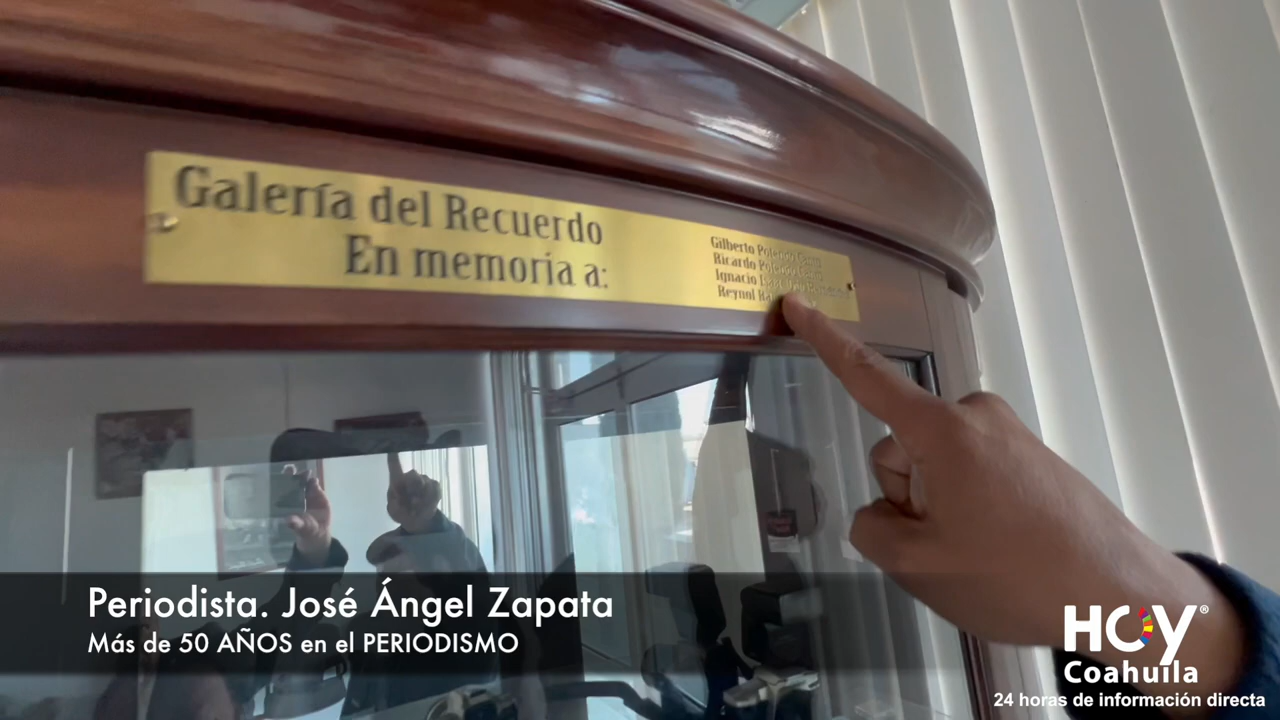 Galería del Recuerdo
En memoria a:
Gilberto
Ricardo
Ignacio
Reynol
Periodista. José Ángel Zapata
Más de 50 AÑOS en el PERIODISMO
HOY®
Coahuila
24 horas de información directa